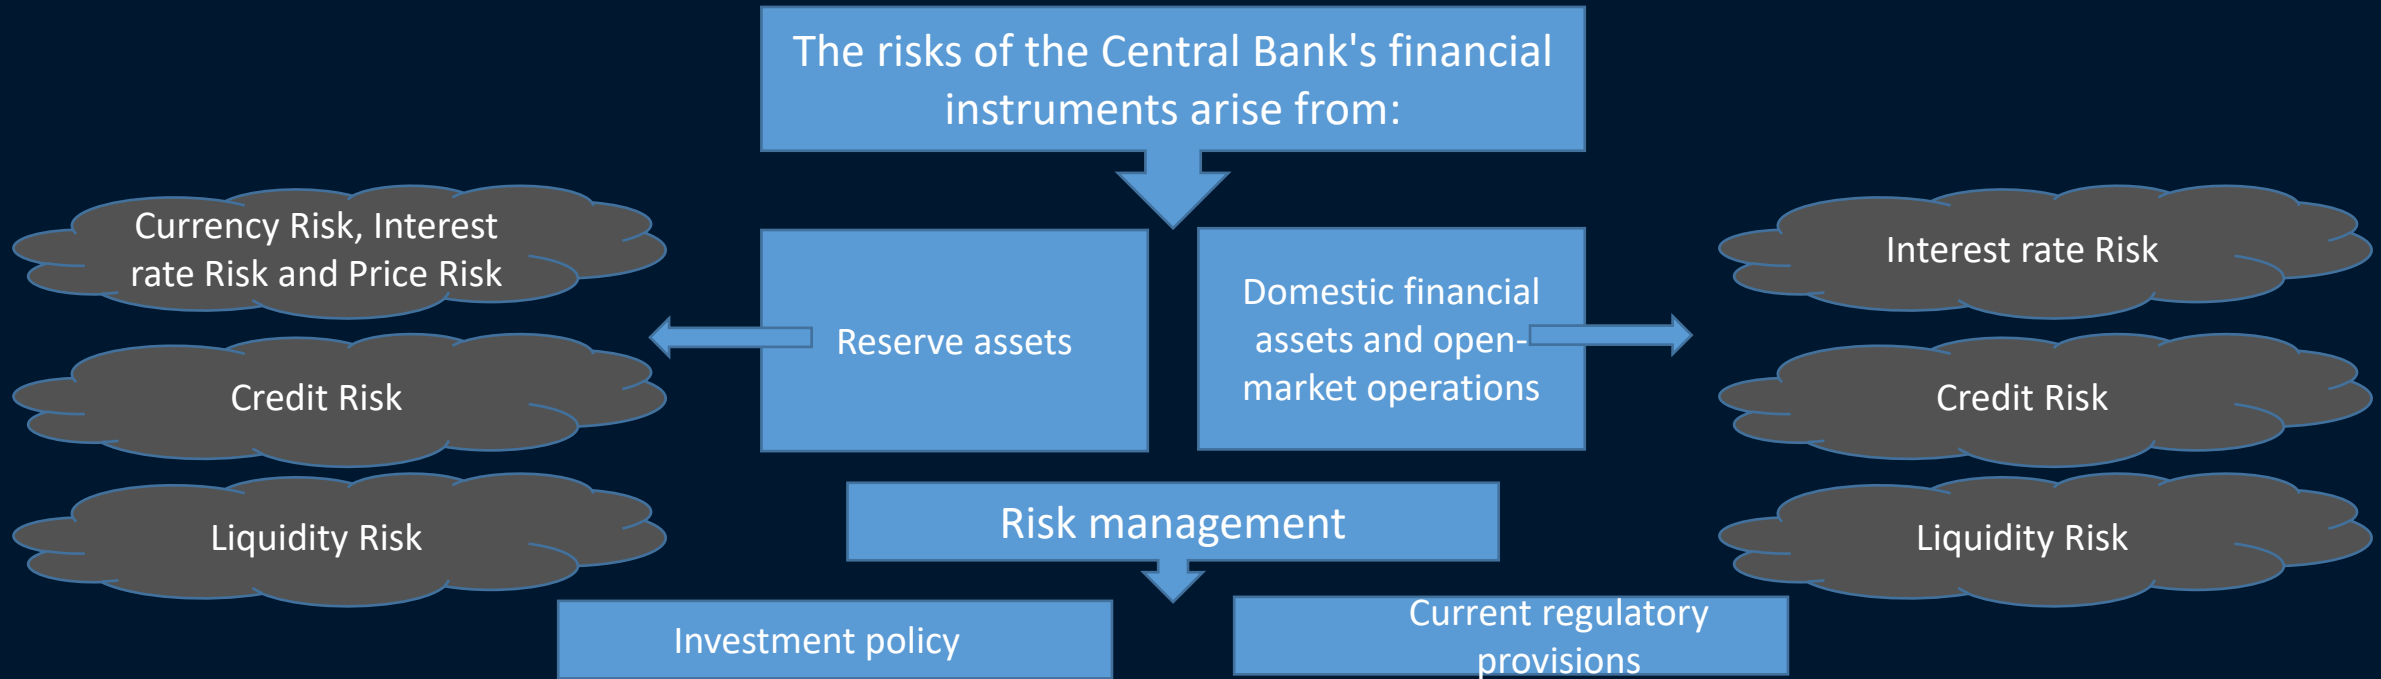 The risks of the Central Bank's financial
instruments arise from:
Currency Risk, Interest
rate Risk and Price Risk
Credit Risk
Liquidity Risk
Reserve assets
Domestic financial
assets and open-
market operations
Interest rate Risk
Credit Risk
Liquidity Risk
Risk management
Investment policy
Current regulatory
provisions